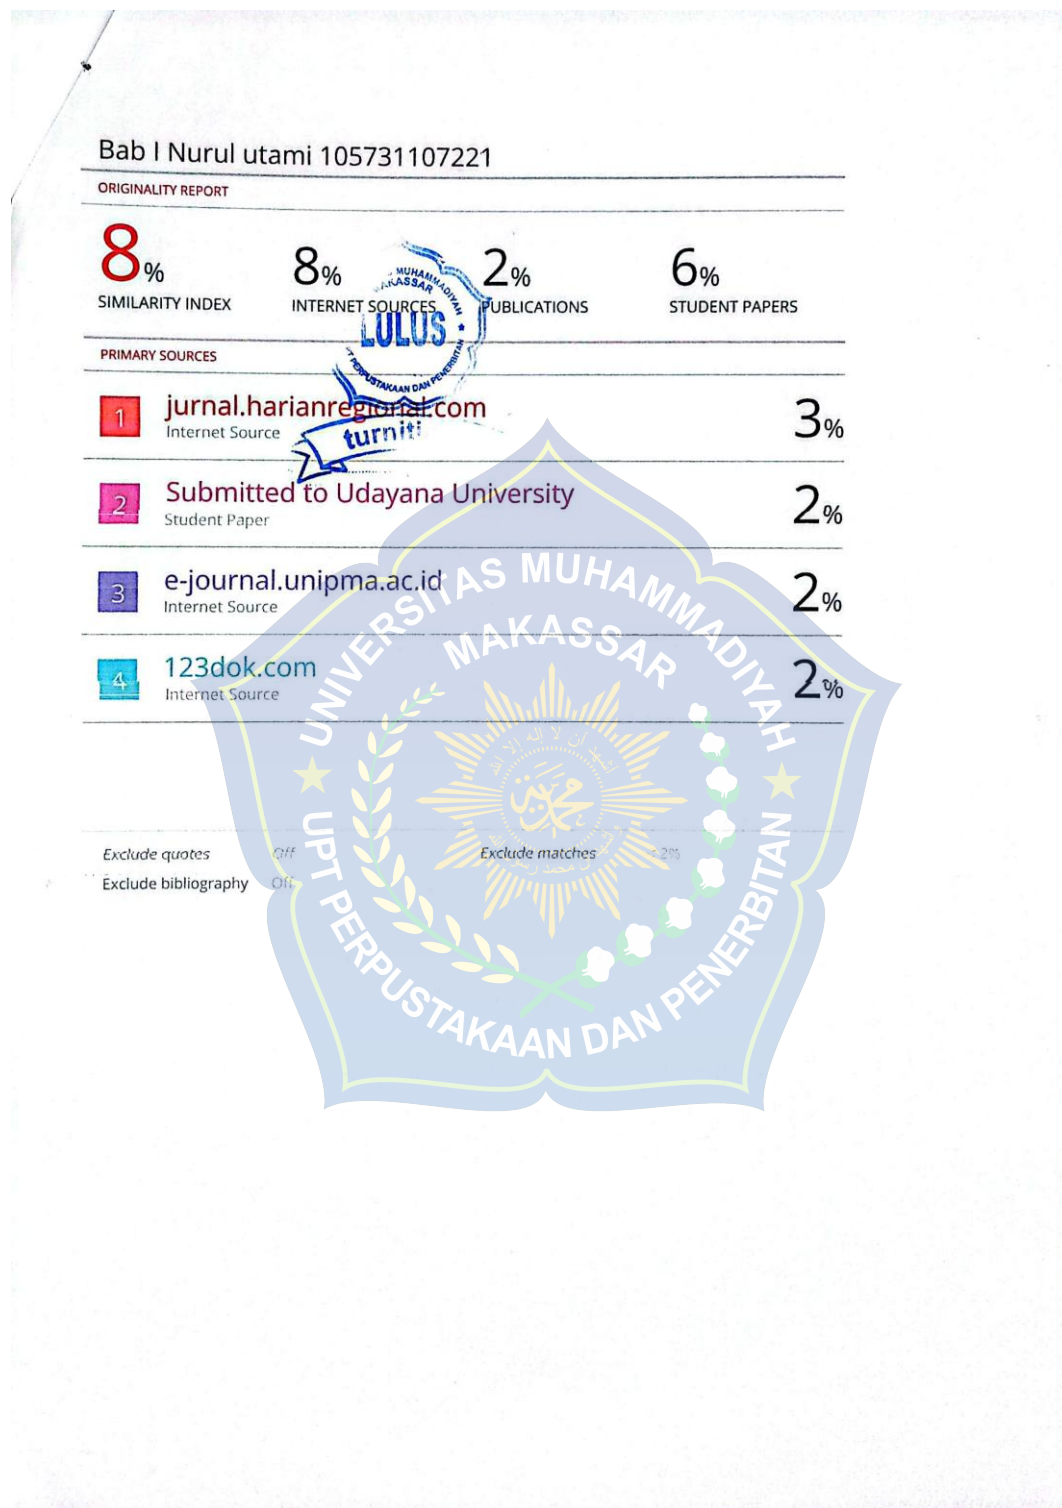 Bab I Nurul utami 105731107221
ORIGINALITY REPORT
8%
SIMILARITY INDEX
8%
INTERNET SOURCES
2%
PUBLICATIONS
6%
STUDENT PAPERS
MUHAMMADIYAH
LULUS
PERPUSTAKAAN DAN PENERBITAN
turniti
PRIMARY SOURCES
1
jurnal.harianregional.com
Internet Source
3%
2
Submitted to Udayana University
Student Paper
2%
3
e-journal.unipma.ac.id
Internet Source
2%
4
123dok.com
Internet Source
2%
UNIVERSITAS MUHAMMADIYAH
MAKASSAR
UPT PERPUSTAKAAN DAN PENERBITAN
Exclude quotes Off
Exclude matches < 2%
Exclude bibliography Off